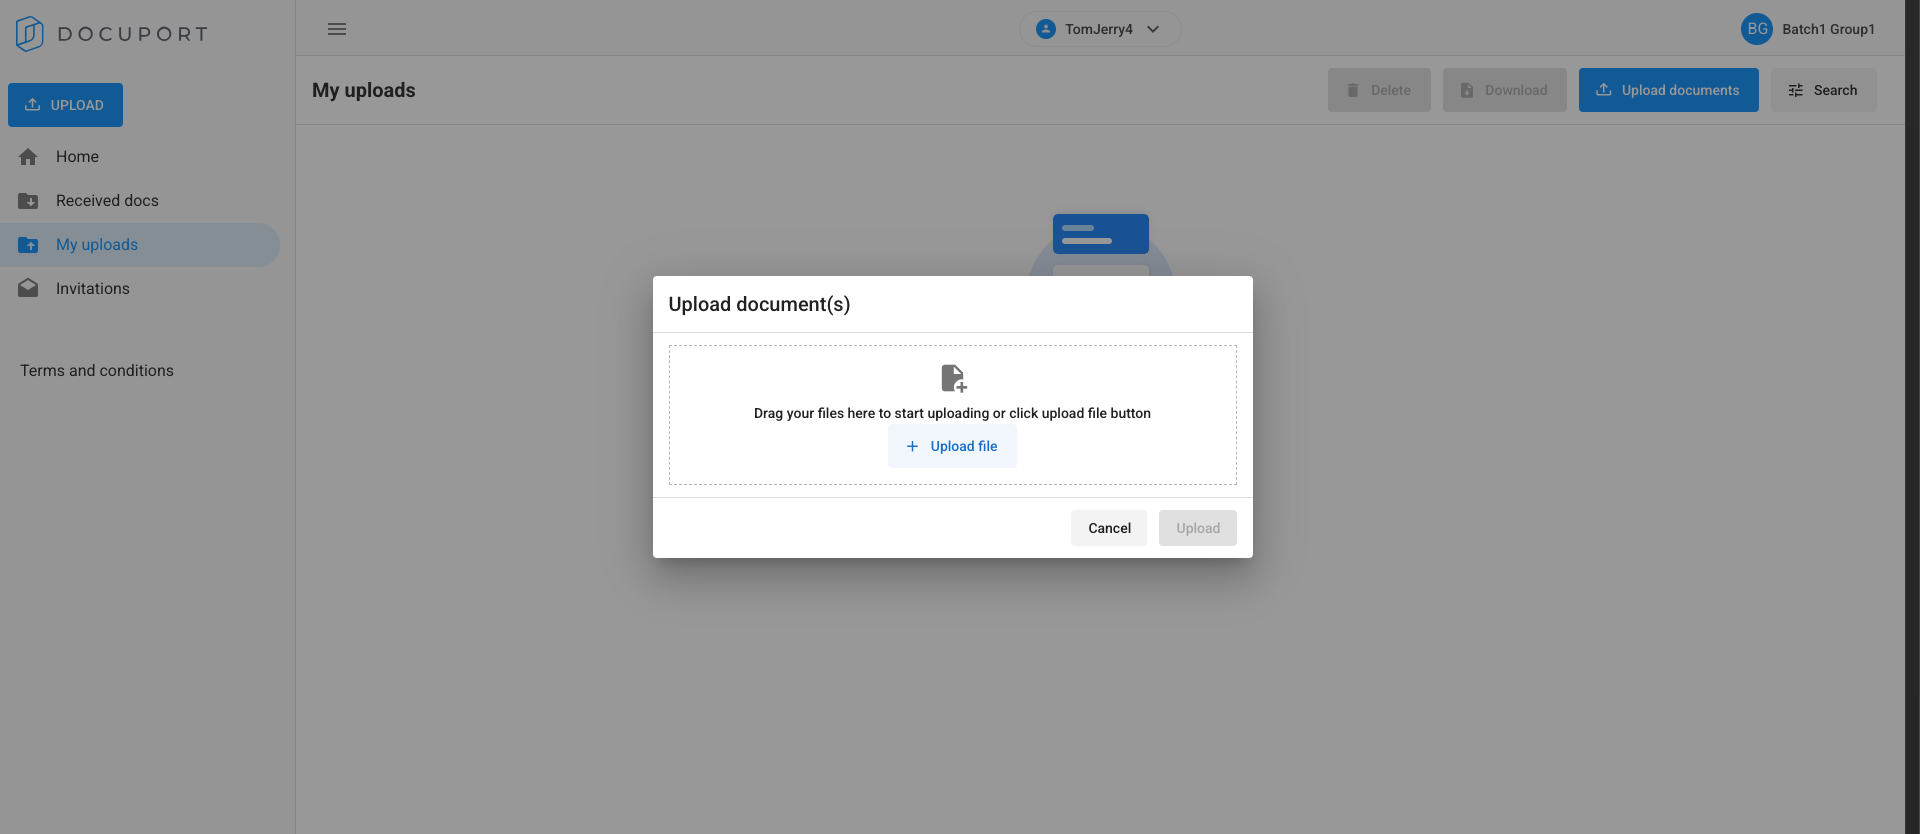 DOCUPORT
TomJerry4
BG Batch1 Group1
UPLOAD
Home
Received docs
My uploads
Invitations
Terms and conditions
My uploads
Delete
Download
Upload documents
Search
Upload document(s)
Drag your files here to start uploading or click upload file button
Upload file
Cancel
Upload